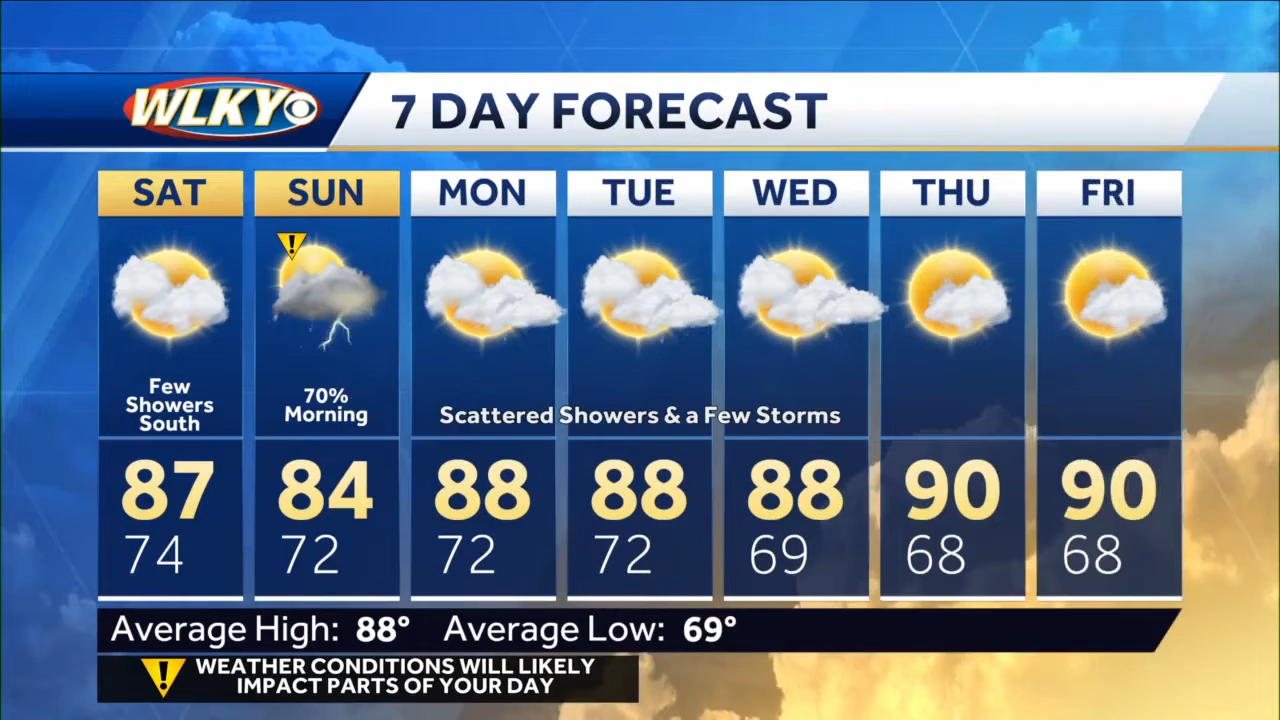 WLKY
7 DAY FORECAST
SAT
SUN
MON
TUE
WED
THU
FRI
!
Few
Showers
South
70%
Morning
Scattered Showers & a Few Storms
87
84
88
88
88
90
90
74
72
72
72
69
68
68
Average High: 88° Average Low: 69°
!
WEATHER CONDITIONS WILL LIKELY
IMPACT PARTS OF YOUR DAY